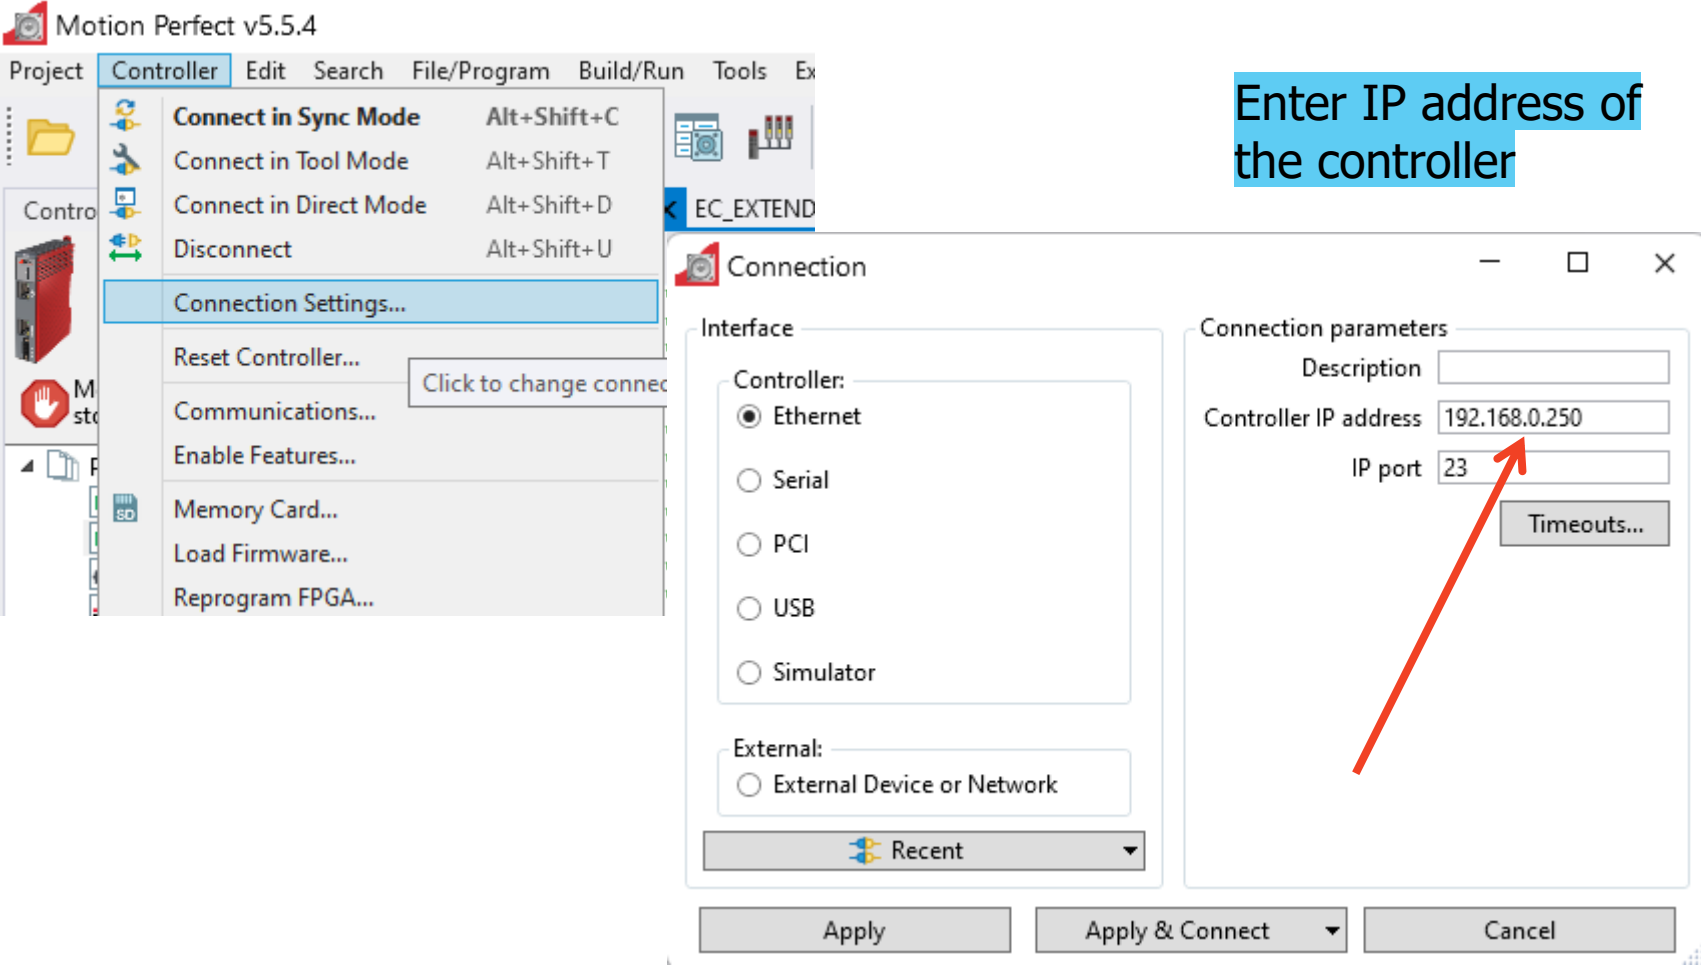 Motion Perfect v5.5.4
Project Controller Edit Search File/Program Build/Run Tools
Connect in Sync Mode Alt+Shift+C
Connect in Tool Mode Alt+Shift+T
Connect in Direct Mode Alt+Shift+D
Disconnect Alt+Shift+U
Connection Settings...
Reset Controller...
Click to change connec
Communications...
Enable Features...
Memory Card...
SD
Load Firmware...
Reprogram FPGA...
Contro
EC_EXTEND
Enter IP address of
the controller
Connection
Interface
Controller:
Ethernet
Serial
PCI
USB
Simulator
External:
External Device or Network
Recent
Connection parameters
Description
Controller IP address 192.168.0.250
IP port 23
Timeouts...
Apply
Apply & Connect
Cancel